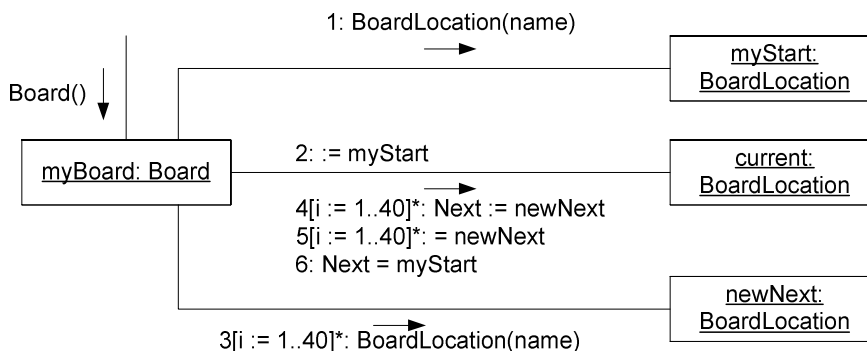 1: BoardLocation(name)
myStart:
BoardLocation
Board()
myBoard: Board
2: := myStart
current:
BoardLocation
4[i := 1..40]*: Next := newNext
5[i := 1..40]*: = newNext
6: Next = myStart
newNext:
BoardLocation
3[i := 1..40]*: BoardLocation(name)